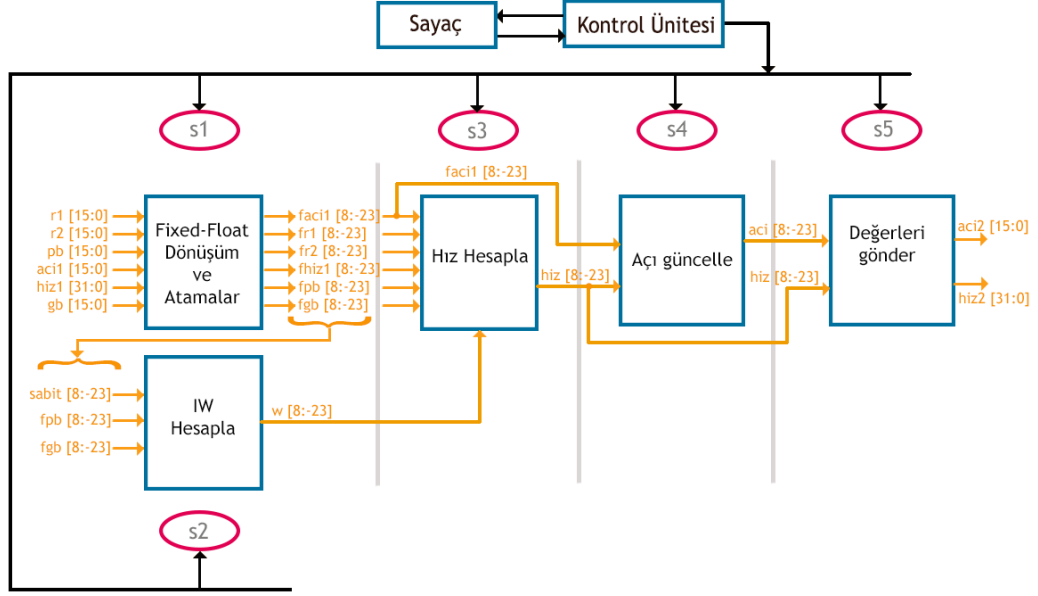 Sayaç
Kontrol Ünitesi
s1
s3
s4
s5
faci1 [8:-23]
r1 [15:0]
r2 [15:0]
pb [15:0]
aci1 [15:0]
hiz1 [31:0]
gb [15:0]
Fixed-Float
Dönüşüm
ve
Atamalar
faci1 [8:-23]
fr1 [8:-23]
fr2 [8:-23]
fhiz1 [8:-23]
fpb [8:-23]
fgb [8:-23]
Hız Hesapla
hiz [8:-23]
Açı güncelle
aci [8:-23]
hiz [8:-23]
Değerleri
gönder
aci2 [15:0]
hiz2 [31:0]
sabit [8:-23]
fpb [8:-23]
fgb [8:-23]
IW
Hesapla
w [8:-23]
s2